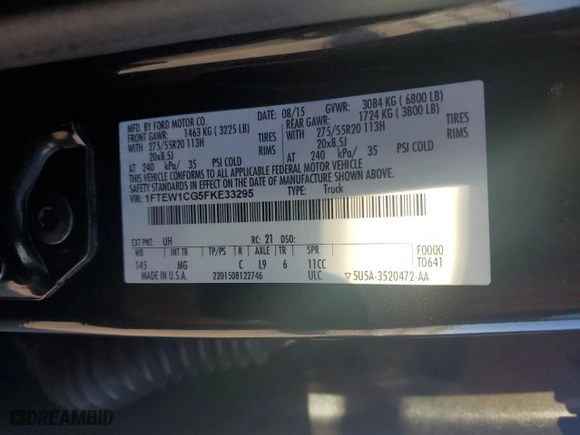 MFD. BY FORD MOTOR CO.
DATE: 08/15 GVWR: 3084 KG ( 6800 LB)
FRONT GAWR: 1463 KG ( 3225 LB) REAR GAWR: 1724 KG ( 3800 LB)
WITH 275/55R20 113H TIRES WITH 275/55R20 113H TIRES
20x8.5J RIMS 20x8.5J RIMS
AT 240 kPa/ 35 PSI COLD AT 240 kPa/ 35 PSI COLD
THIS VEHICLE CONFORMS TO ALL APPLICABLE FEDERAL MOTOR VEHICLE
SAFETY STANDARDS IN EFFECT ON THE DATE OF MANUFACTURE SHOWN ABOVE.
VIN: 1FTEW1CG5FKE33295 TYPE: Truck
EXT PNT: UH RC: 21 DSO:
WB INT TR TP/PS R AXLE TR SPR F0000
145 MG C L9 6 11CC T0641
MADE IN U.S.A. 2201508122746 ULC ▽5U5A-3520472-AA
DREAMBID